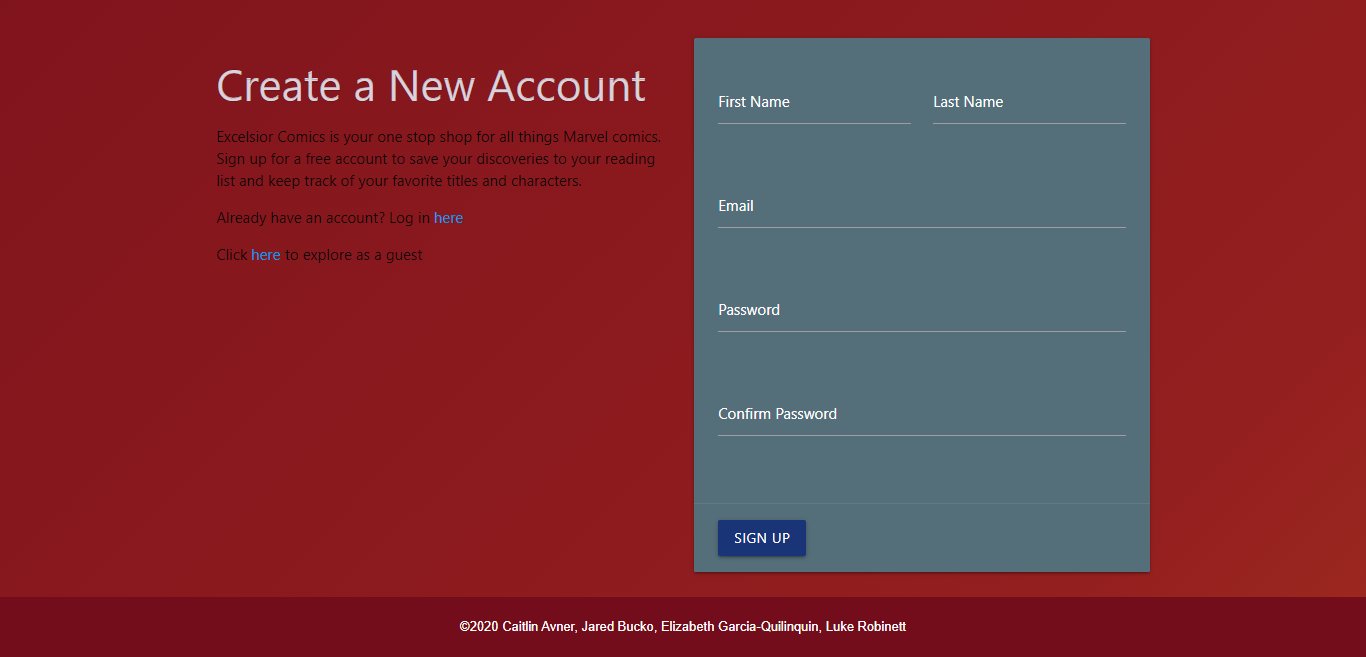 Create a New Account
Excelsior Comics is your one stop shop for all things Marvel comics.
Sign up for a free account to save your discoveries to your reading
list and keep track of your favorite titles and characters.
Already have an account? Log in here
Click here to explore as a guest
First Name Last Name
Email
Password
Confirm Password
SIGN UP
©2020 Caitlin Avner, Jared Bucko, Elizabeth Garcia-Quilinquin, Luke Robinett